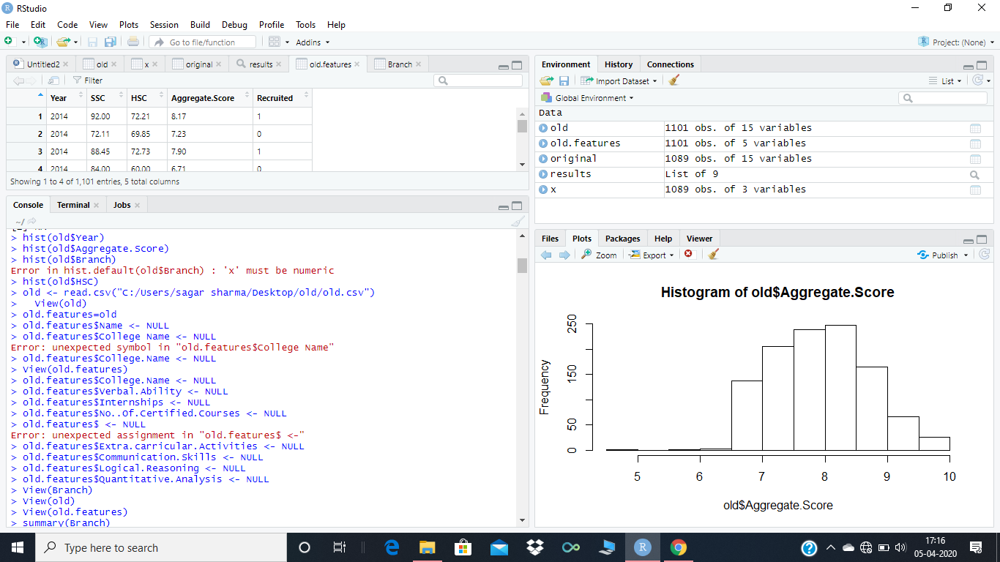 RStudio
File Edit Code View Plots Session Build Debug Profile Tools Help
Go to file/function Addins Project: (None)
Untitled2 old x original results old.features Branch
Filter
Year SSC HSC Aggregate.Score Recruited
1 2014 92.00 72.21 8.17 1
2 2014 72.11 69.85 7.23 0
3 2014 88.45 72.73 7.90 1
4 2014 84.00 60.00 6.71 0
Showing 1 to 4 of 1,101 entries, 5 total columns
Console Terminal Jobs
~/
> hist(old$Year)
> hist(old$Aggregate.Score)
> hist(old$Branch)
Error in hist.default(old$Branch) : 'x' must be numeric
> hist(old$HSC)
> old <- read.csv("C:/Users/sagar sharma/Desktop/old/old.csv")
>   View(old)
> old.features=old
> old.features$Name <- NULL
> old.features$College Name <- NULL
Error: unexpected symbol in "old.features$College Name"
> old.features$College.Name <- NULL
> View(old.features)
> old.features$College.Name <- NULL
> old.features$Verbal.Ability <- NULL
> old.features$Internships <- NULL
> old.features$No..Of.Certified.Courses <- NULL
> old.features$ <- NULL
Error: unexpected assignment in "old.features$ <-"
> old.features$Extra.carricular.Activities <- NULL
> old.features$Communication.Skills <- NULL
> old.features$Logical.Reasoning <- NULL
> old.features$Quantitative.Analysis <- NULL
> View(Branch)
> View(old)
> View(old.features)
> summary(Branch)
Environment History Connections
Import Dataset List
Global Environment
Data
old 1101 obs. of 15 variables
old.features 1101 obs. of 5 variables
original 1089 obs. of 15 variables
results List of 9
x 1089 obs. of 3 variables
Files Plots Packages Help Viewer
Zoom Export Publish
Histogram of old$Aggregate.Score
Frequency
250
150
50
0
5 6 7 8 9 10
old$Aggregate.Score
Type here to search
17:16
05-04-2020